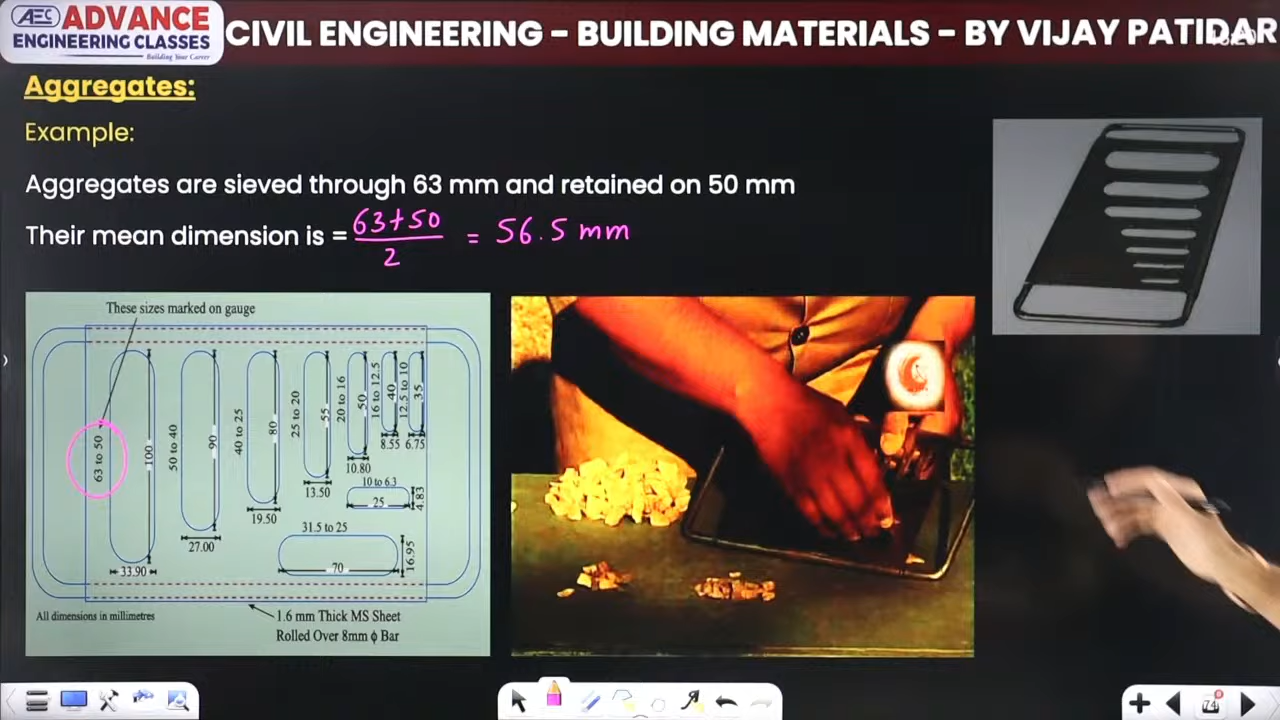 AEC ADVANCE
ENGINEERING CLASSES
Building Your Career
CIVIL ENGINEERING – BUILDING MATERIALS – BY VIJAY PATIDAR
Aggregates:
Example:
Aggregates are sieved through 63 mm and retained on 50 mm
Their mean dimension is = 63+50 / 2 = 56.5 mm
These sizes marked on gauge
63 to 50
100
33.90
50 to 40
90
27.00
40 to 25
80
19.50
25 to 20
55
13.50
20 to 16
50
10.80
16 to 12.5
40
8.55
12.5 to 10
35
6.75
10 to 6.3
25
4.83
31.5 to 25
70
16.95
All dimensions in millimetres
1.6 mm Thick MS Sheet
Rolled Over 8mm ϕ Bar
74